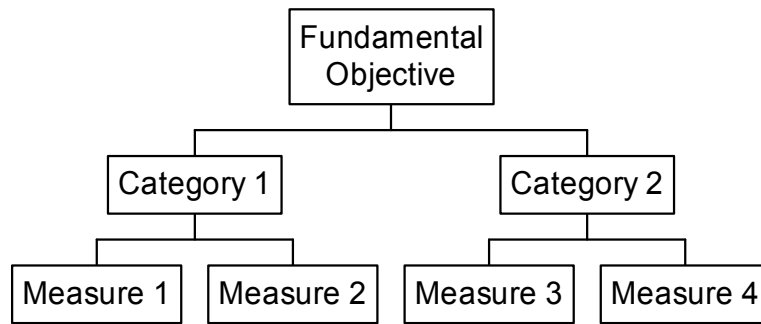 Fundamental
Objective
Category 1
Category 2
Measure 1
Measure 2
Measure 3
Measure 4